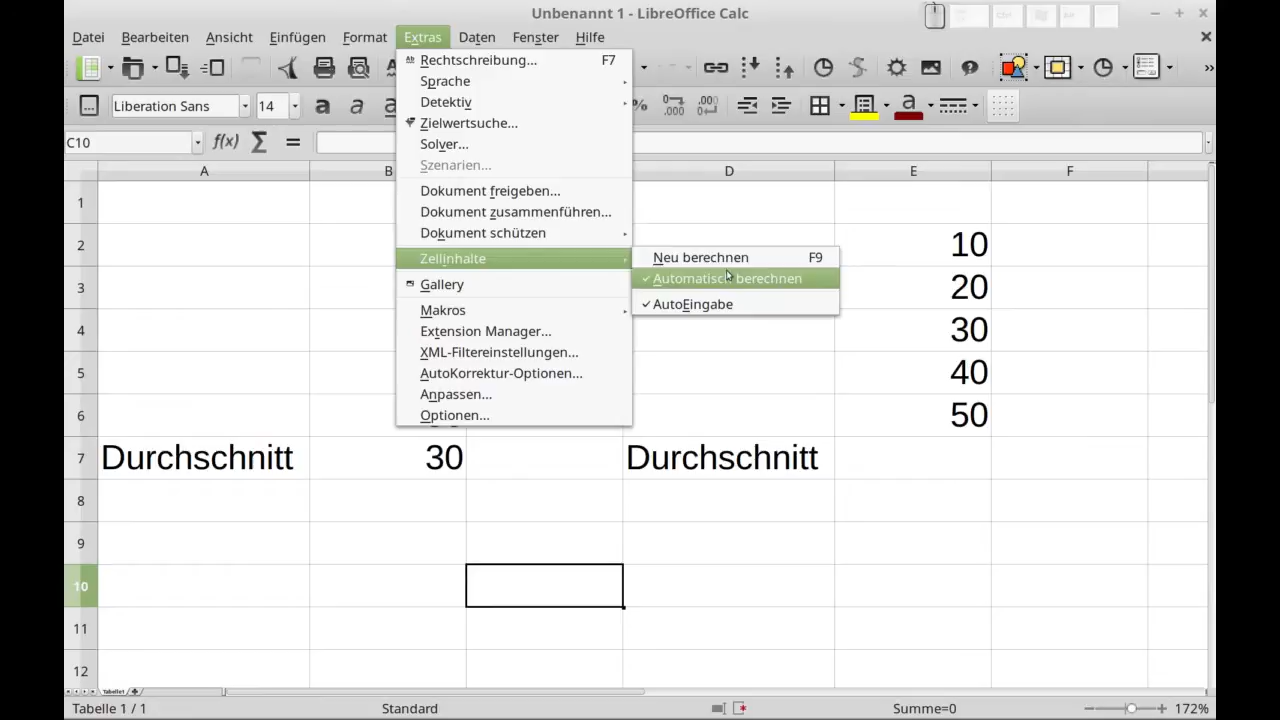 Unbenannt 1 - LibreOffice Calc
Datei Bearbeiten Ansicht Einfügen Format Extras Daten Fenster Hilfe
Liberation Sans 14
C10
A B D E F
Rechtschreibung... F7
Sprache
Detektiv
Zielwertsuche...
Solver...
Szenarien...
Dokument freigeben...
Dokument zusammenführen...
Dokument schützen
Zellinhalte
Gallery
Makros
Extension Manager...
XML-Filtereinstellungen...
AutoKorrektur-Optionen...
Anpassen...
Optionen...
Neu berechnen F9
Automatisch berechnen
AutoEingabe
1
2 10
3 20
4 30
5 40
6 50
7 Durchschnitt 30 Durchschnitt
8
9
10
11
12
Tabelle1
Tabelle 1 / 1 Standard Summe=0 172%